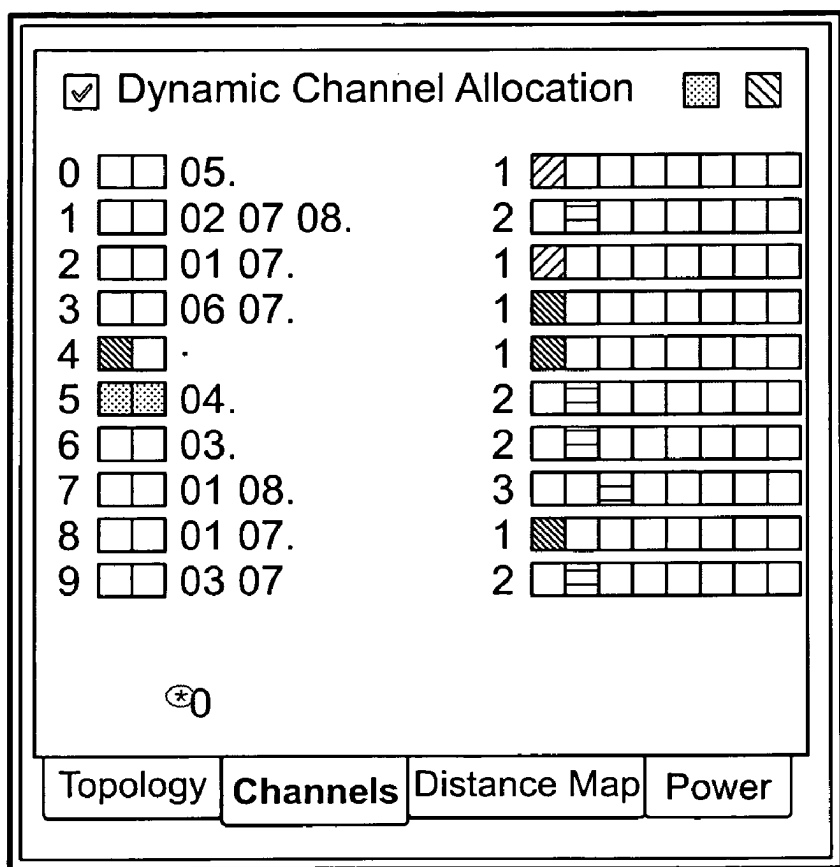 Dynamic Channel Allocation
0 05. 1
1 02 07 08. 2
2 01 07. 1
3 06 07. 1
4 . 1
5 04. 2
6 03. 2
7 01 08. 3
8 01 07. 1
9 03 07 2
*0
Topology Channels Distance Map Power